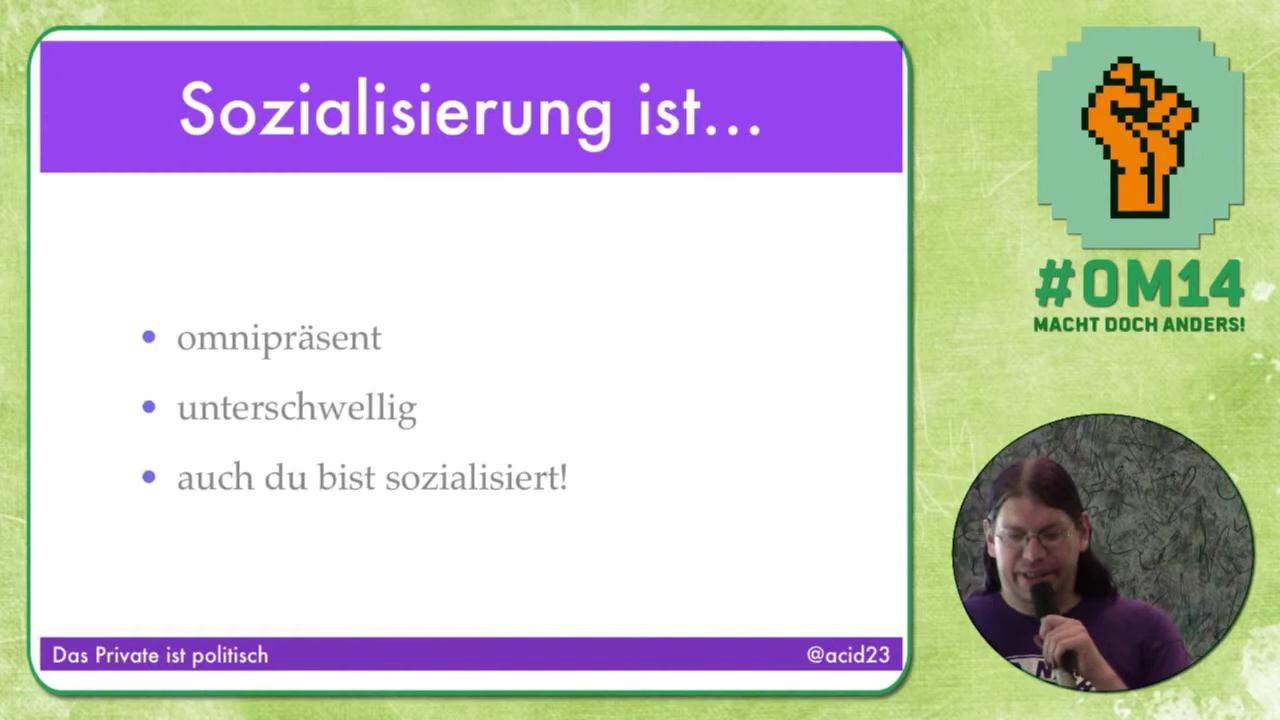 Sozialisierung ist...
• omnipräsent
• unterschwellig
• auch du bist sozialisiert!
Das Private ist politisch
@acid23
#OM14
MACHT DOCH ANDERS!